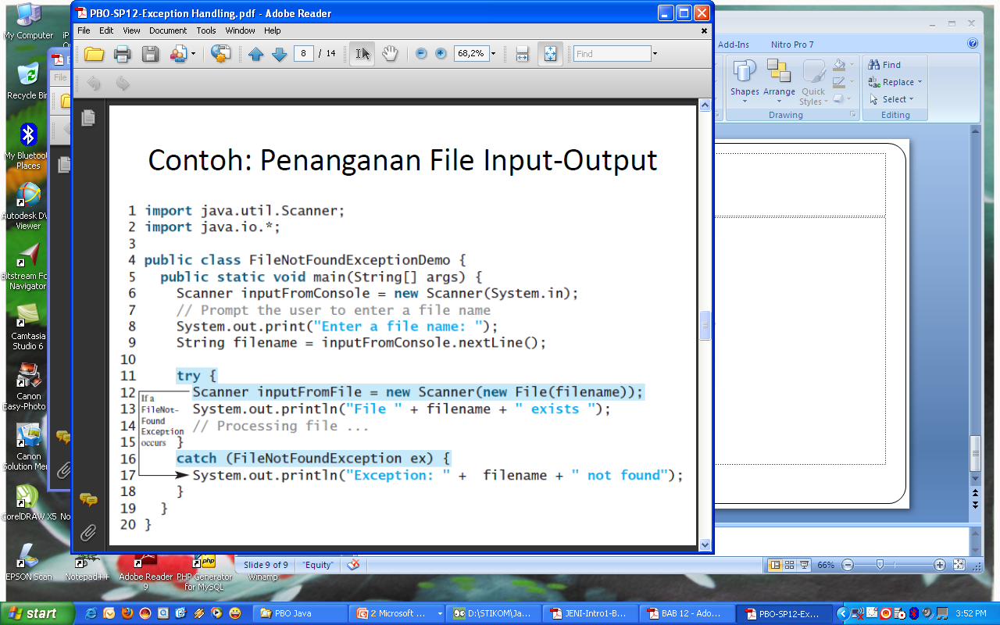 My Computer
Recycle Bin
My Bluetoo
Places
Autodesk DW
Viewer
Bitstream Fo
Navigator
Camtasia
Studio 6
Canon
Easy-Photo
Canon
Solution Me
CorelDRAW X5
EPSON Scan
Notepad++
Adobe Reader
9
PHP Generator
for MySQL
Winamp
File
PBO-SP12-Exception Handling.pdf - Adobe Reader
File Edit View Document Tools Window Help
8 / 14 68,2% Find
Contoh: Penanganan File Input-Output
1 import java.util.Scanner;
2 import java.io.*;
3
4 public class FileNotFoundExceptionDemo {
5 public static void main(String[] args) {
6 Scanner inputFromConsole = new Scanner(System.in);
7 // Prompt the user to enter a file name
8 System.out.print("Enter a file name: ");
9 String filename = inputFromConsole.nextLine();
10
11 try {
12 Scanner inputFromFile = new Scanner(new File(filename));
13 System.out.println("File " + filename + " exists ");
14 // Processing file ...
15 }
16 catch (FileNotFoundException ex) {
17 System.out.println("Exception: " + filename + " not found");
18 }
19 }
20 }
If a
FileNot-
Found
Exception
occurs
Add-Ins Nitro Pro 7
Shapes Arrange Quick
Styles
Drawing
Find
Replace
Select
Editing
Slide 9 of 9 "Equity" 66%
start
PBO Java
2 Microsoft ...
D:\STIKOM\Ja...
JENI-Intro1-B...
BAB 12 - Ado...
PBO-SP12-Ex...
3:52 PM